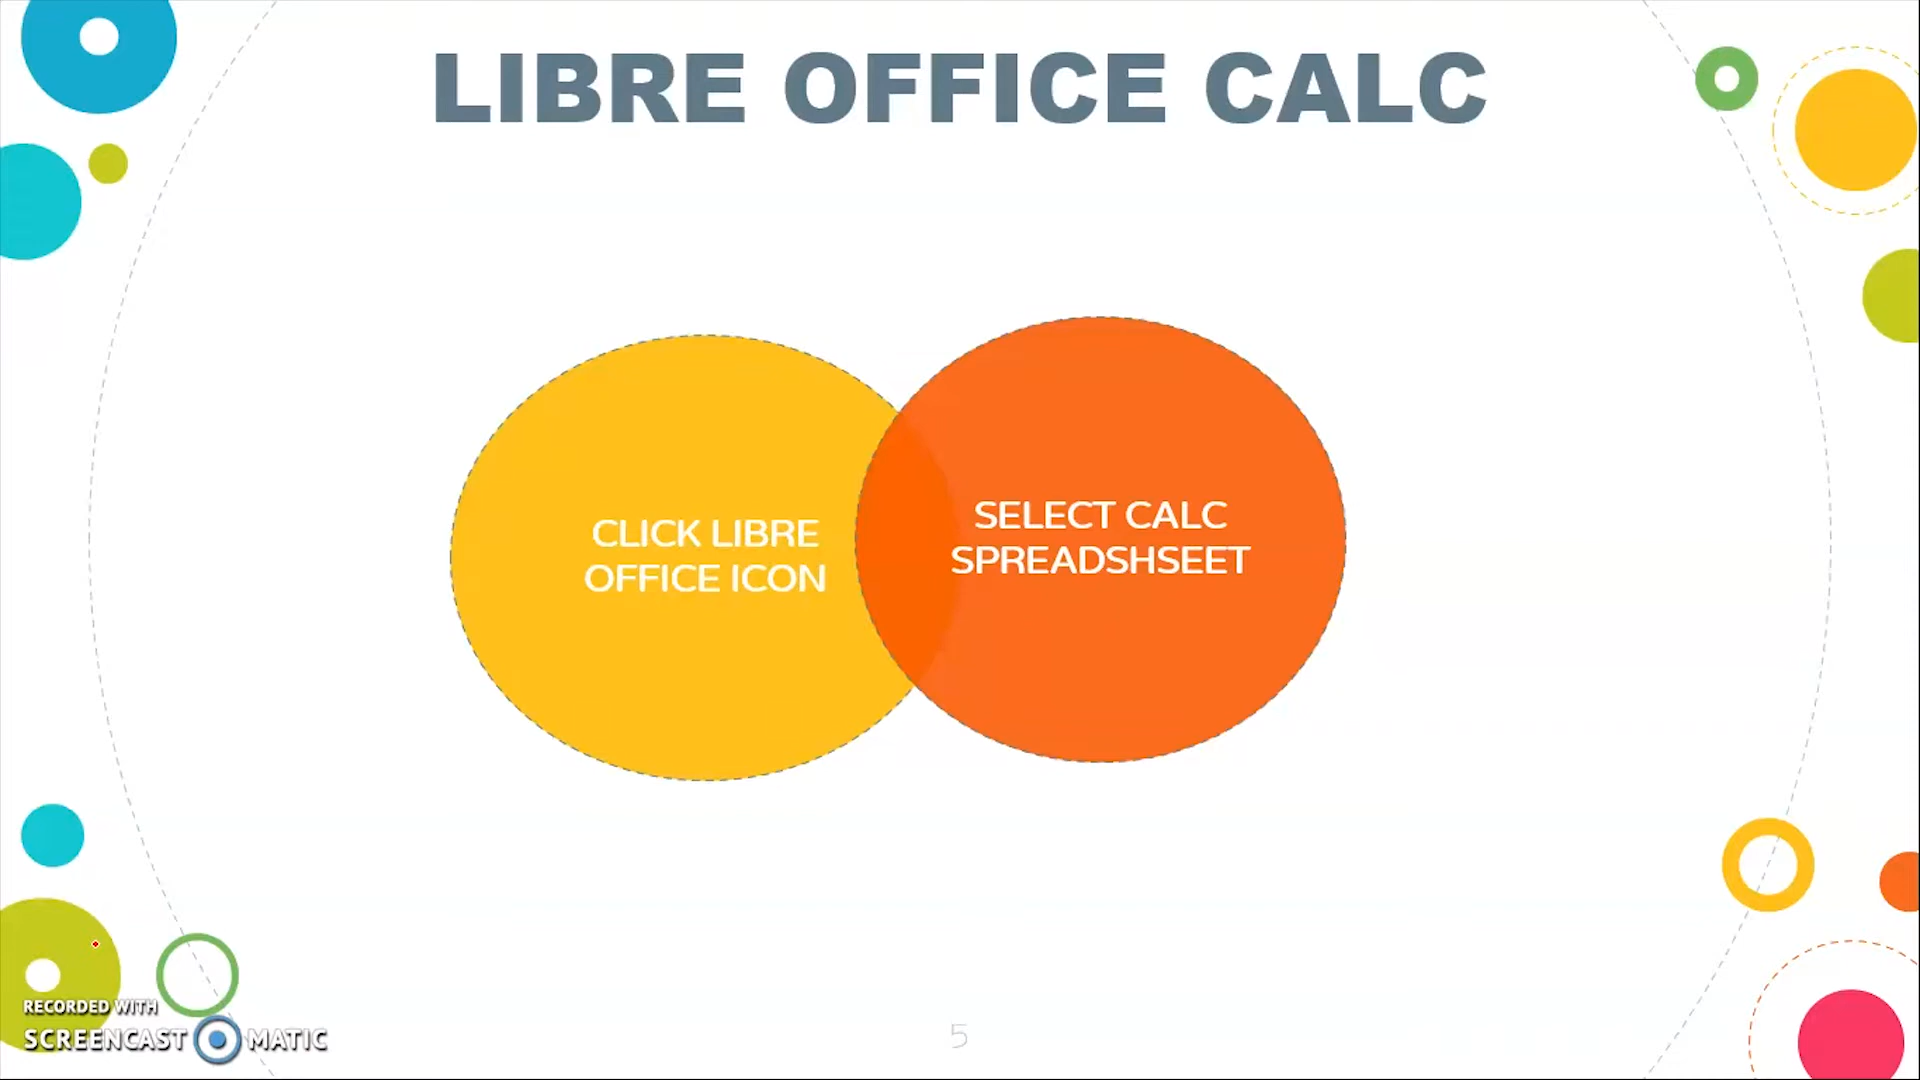 LIBRE OFFICE CALC
CLICK LIBRE
OFFICE ICON
SELECT CALC
SPREADSHSEET
RECORDED WITH
SCREENCAST MATIC
5